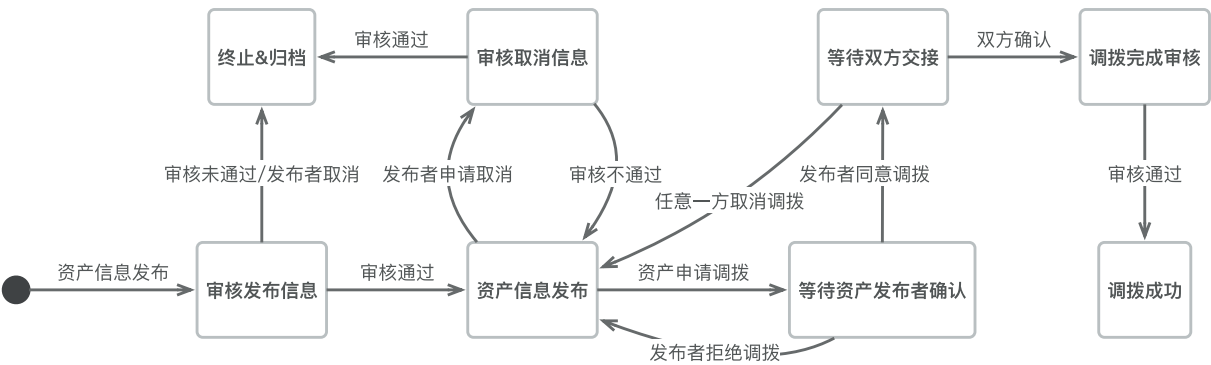 审核通过
双方确认
终止&归档
审核取消信息
等待双方交接
调拨完成审核
审核未通过/发布者取消
发布者申请取消
审核不通过
任意一方取消调拨
发布者同意调拨
审核通过
资产信息发布
审核发布信息
审核通过
资产信息发布
资产申请调拨
等待资产发布者确认
调拨成功
发布者拒绝调拨